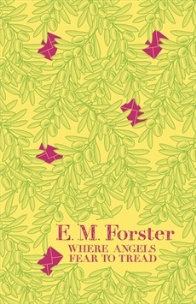 E. M. Forster
WHERE ANGELS
FEAR TO TREAD